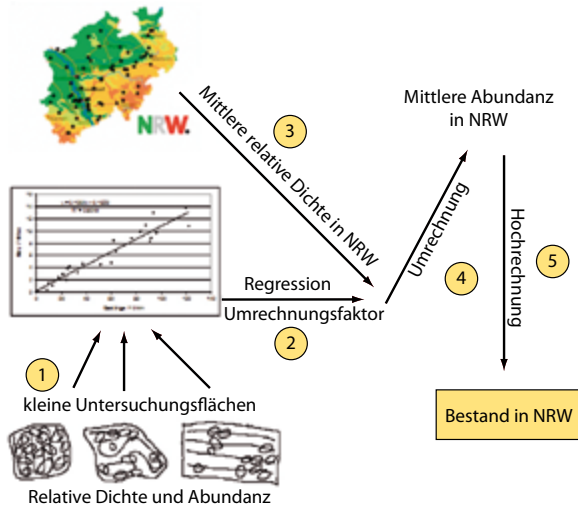 NRW.
3
Mittlere relative Dichte in NRW
Mittlere Abundanz
in NRW
Umrechnung
4
Hochrechnung
5
Regression
Umrechnungsfaktor
2
1
kleine Untersuchungsflächen
Bestand in NRW
Relative Dichte und Abundanz